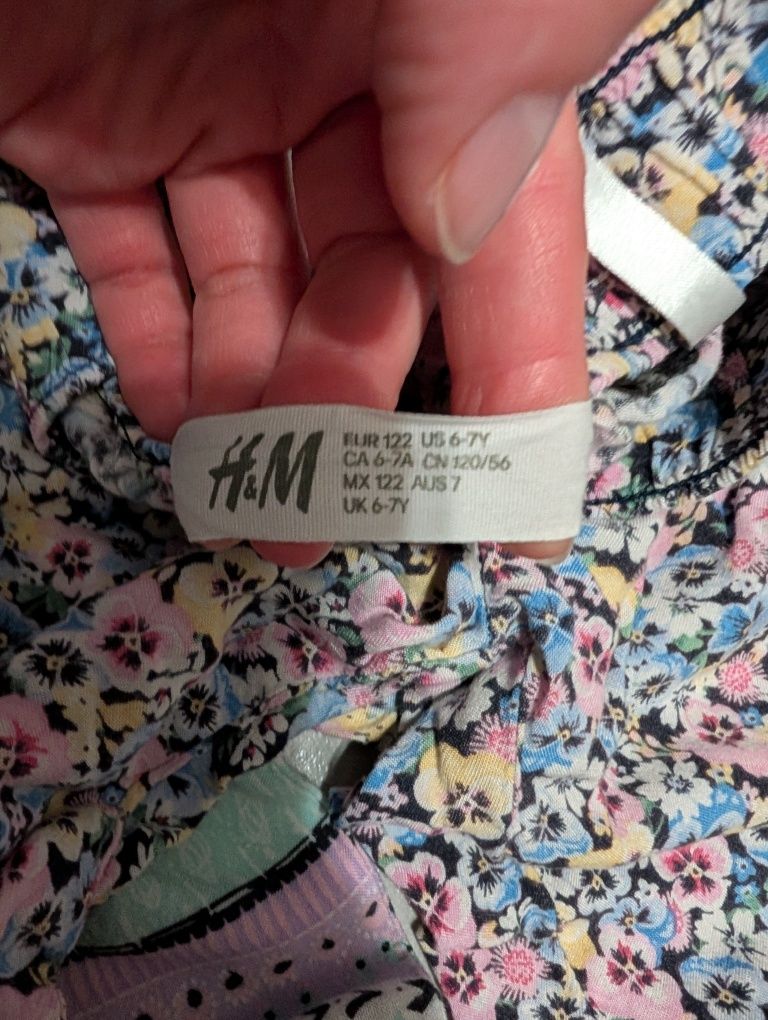 H&M
EUR 122 US 6-7Y
CA 6-7A CN 120/56
MX 122 AUS 7
UK 6-7Y